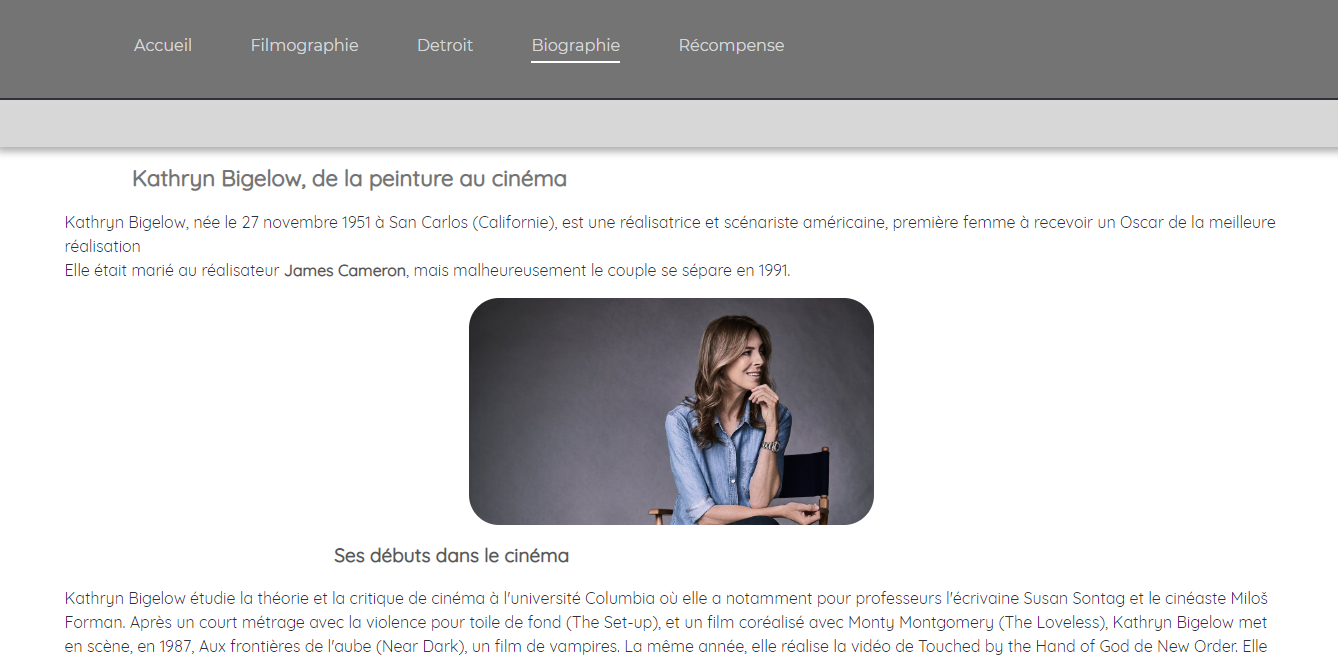 Accueil Filmographie Detroit Biographie Récompense
Kathryn Bigelow, de la peinture au cinéma
Kathryn Bigelow, née le 27 novembre 1951 à San Carlos (Californie), est une réalisatrice et scénariste américaine, première femme à recevoir un Oscar de la meilleure
réalisation
Elle était marié au réalisateur James Cameron, mais malheureusement le couple se sépare en 1991.
Ses débuts dans le cinéma
Kathryn Bigelow étudie la théorie et la critique de cinéma à l'université Columbia où elle a notamment pour professeurs l'écrivaine Susan Sontag et le cinéaste Miloš
Forman. Après un court métrage avec la violence pour toile de fond (The Set-up), et un film coréalisé avec Monty Montgomery (The Loveless), Kathryn Bigelow met
en scène, en 1987, Aux frontières de l'aube (Near Dark), un film de vampires. La même année, elle réalise la vidéo de Touched by the Hand of God de New Order. Elle